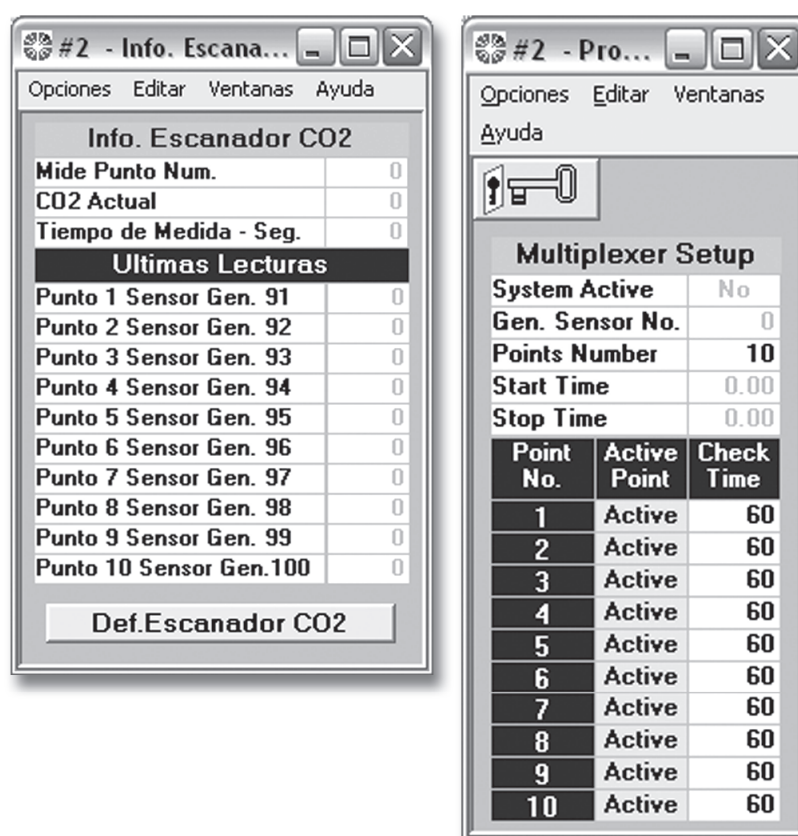 #2 - Info. Escana...
Opciones Editar Ventanas Ayuda
Info. Escanador CO2
Mide Punto Num. 0
CO2 Actual 0
Tiempo de Medida - Seg. 0
Ultimas Lecturas
Punto 1 Sensor Gen. 91 0
Punto 2 Sensor Gen. 92 0
Punto 3 Sensor Gen. 93 0
Punto 4 Sensor Gen. 94 0
Punto 5 Sensor Gen. 95 0
Punto 6 Sensor Gen. 96 0
Punto 7 Sensor Gen. 97 0
Punto 8 Sensor Gen. 98 0
Punto 9 Sensor Gen. 99 0
Punto 10 Sensor Gen.100 0
Def.Escanador CO2
#2 - Pro...
Opciones Editar Ventanas
Ayuda
Multiplexer Setup
System Active No
Gen. Sensor No. 0
Points Number 10
Start Time 0.00
Stop Time 0.00
Point Active Check
No. Point Time
1 Active 60
2 Active 60
3 Active 60
4 Active 60
5 Active 60
6 Active 60
7 Active 60
8 Active 60
9 Active 60
10 Active 60